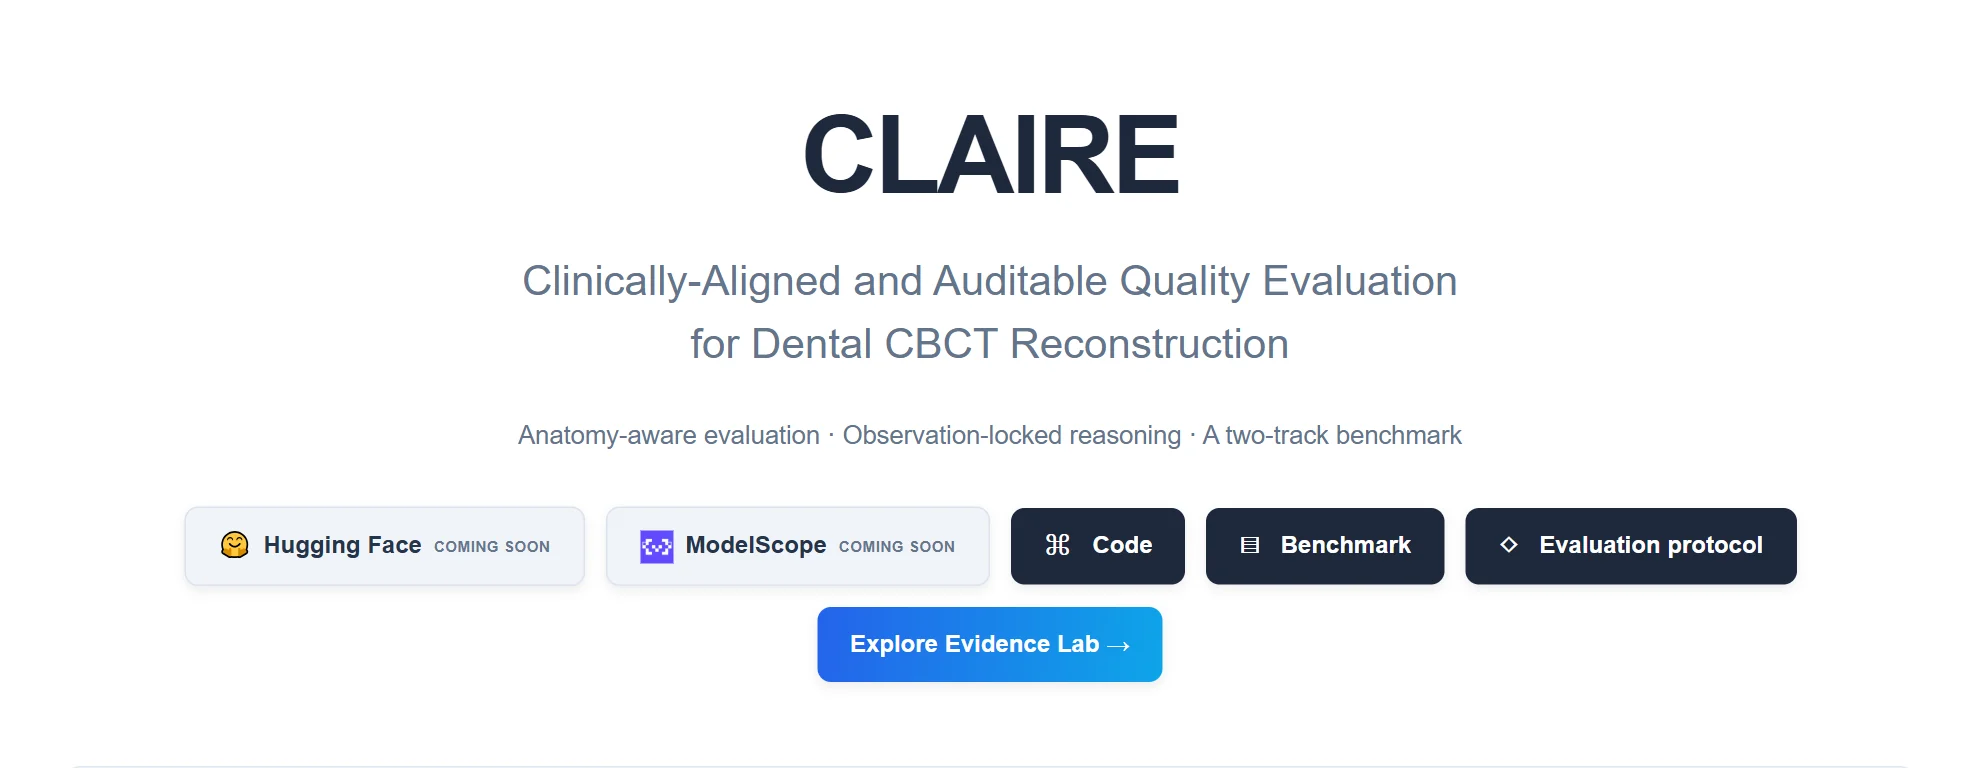 CLAIRE
Clinically-Aligned and Auditable Quality Evaluation
for Dental CBCT Reconstruction
Anatomy-aware evaluation · Observation-locked reasoning · A two-track benchmark
Hugging Face COMING SOON ModelScope COMING SOON ⌘ Code Benchmark Evaluation protocol
Explore Evidence Lab →